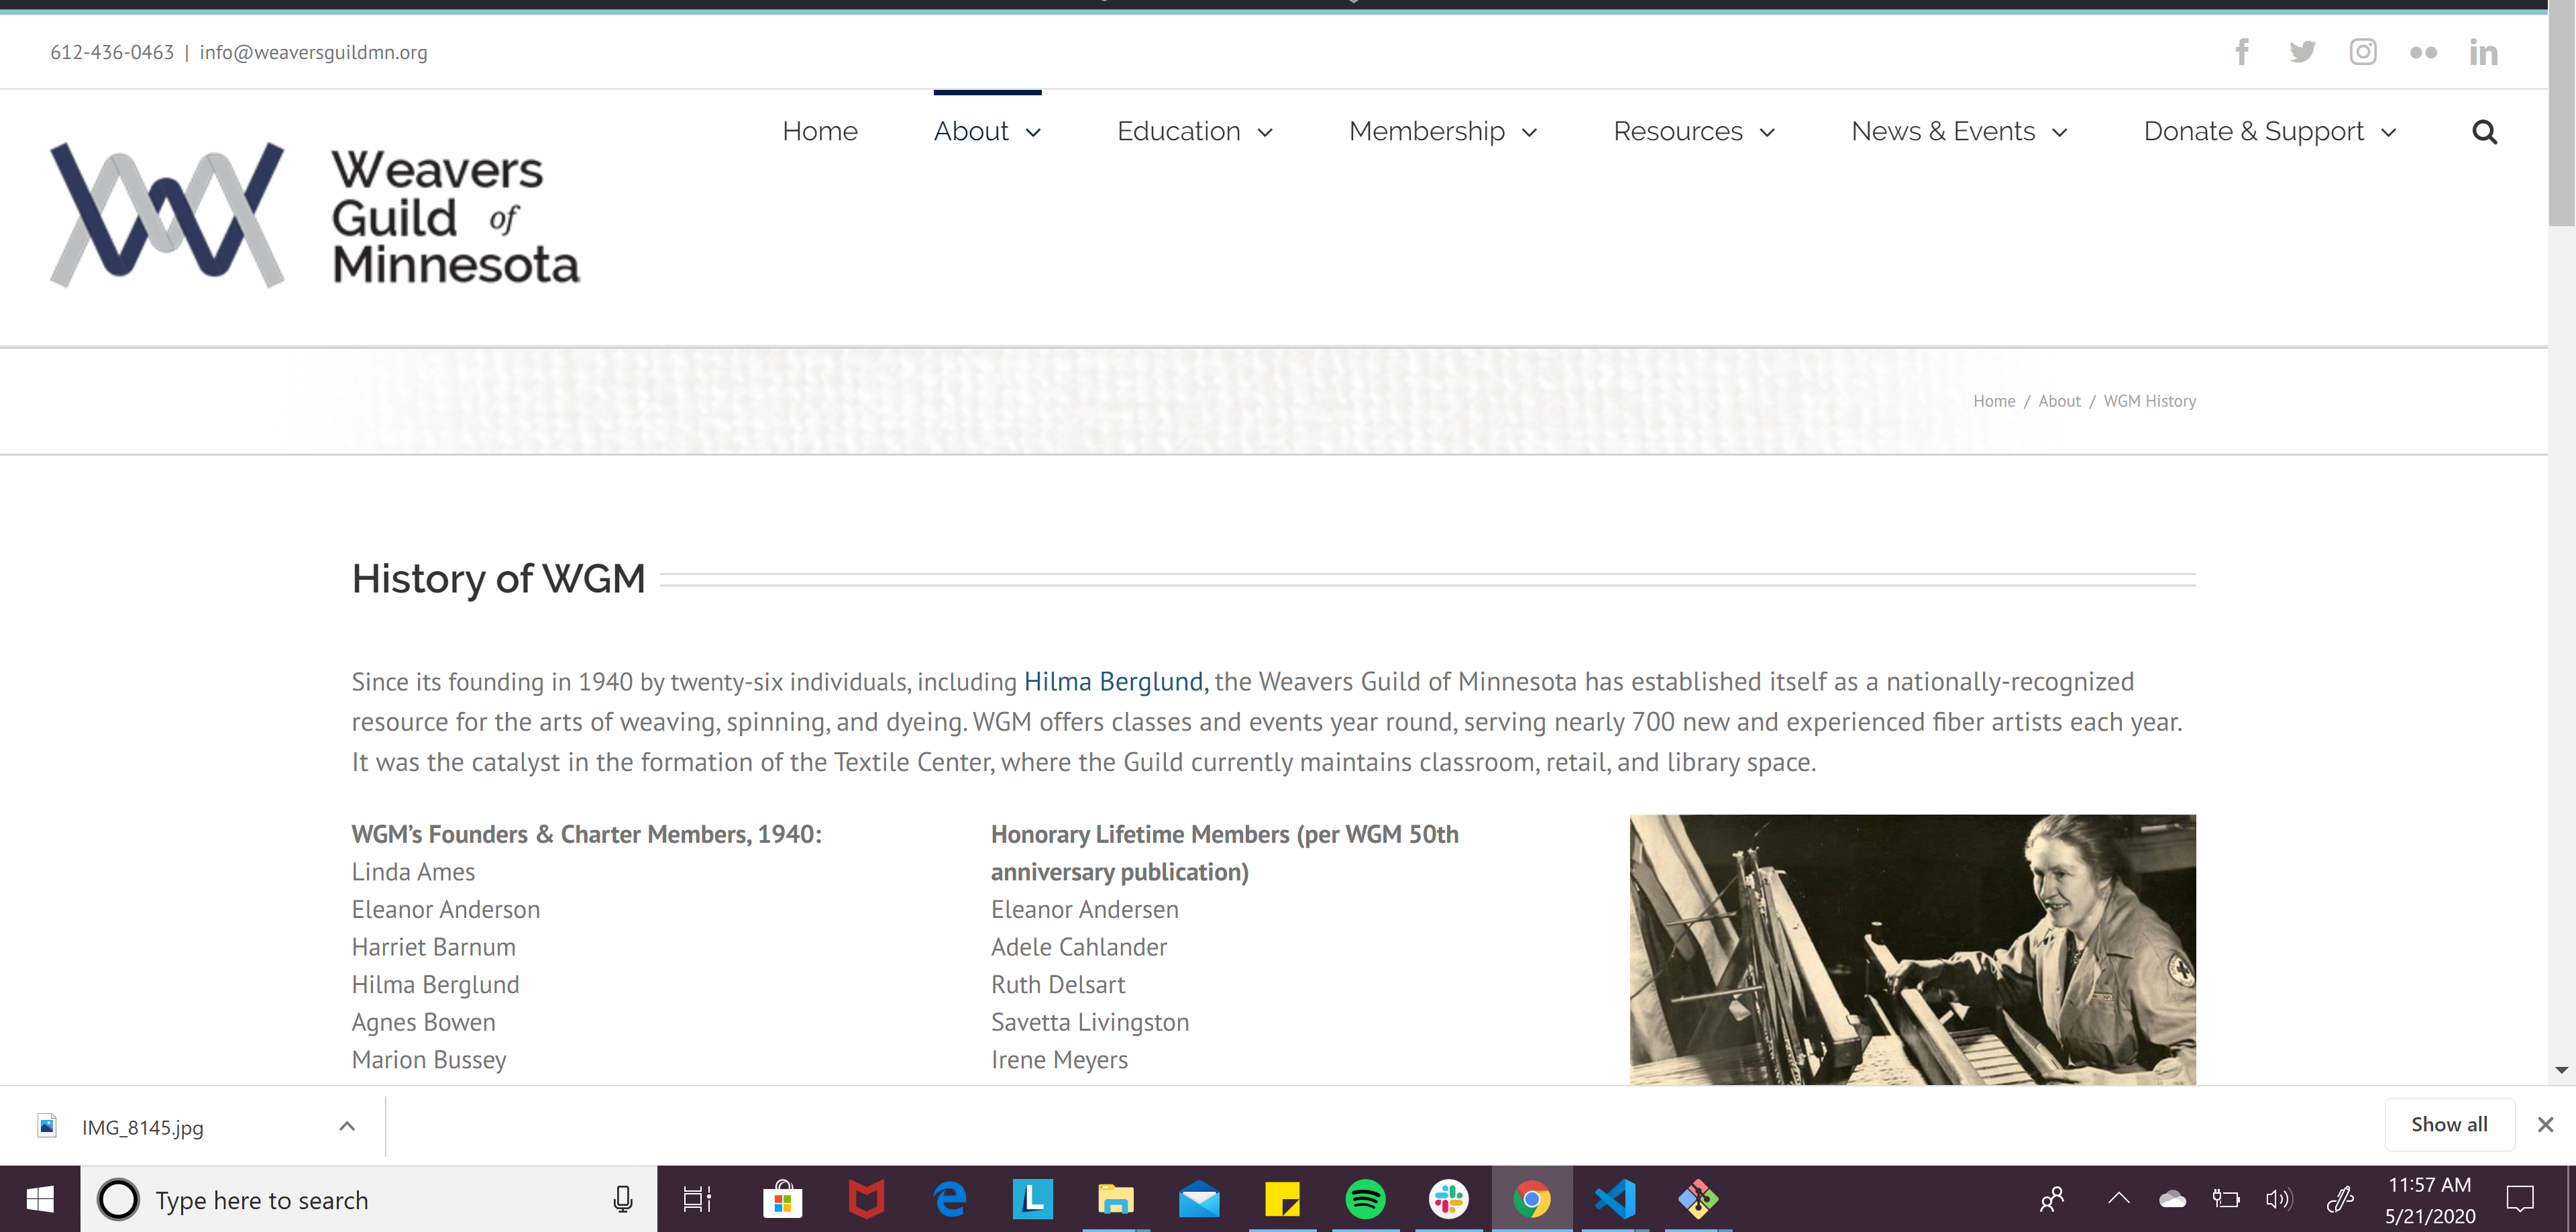 612-436-0463 | info@weaversguildmn.org
Home
About
Education
Membership
Resources
News & Events
Donate & Support
Weavers
Guild of
Minnesota
Home / About / WGM History
History of WGM
Since its founding in 1940 by twenty-six individuals, including Hilma Berglund, the Weavers Guild of Minnesota has established itself as a nationally-recognized
resource for the arts of weaving, spinning, and dyeing. WGM offers classes and events year round, serving nearly 700 new and experienced fiber artists each year.
It was the catalyst in the formation of the Textile Center, where the Guild currently maintains classroom, retail, and library space.
WGM’s Founders & Charter Members, 1940:
Linda Ames
Eleanor Anderson
Harriet Barnum
Hilma Berglund
Agnes Bowen
Marion Bussey
Honorary Lifetime Members (per WGM 50th
anniversary publication)
Eleanor Andersen
Adele Cahlander
Ruth Delsart
Savetta Livingston
Irene Meyers
IMG_8145.jpg
Show all
Type here to search
11:57 AM
5/21/2020